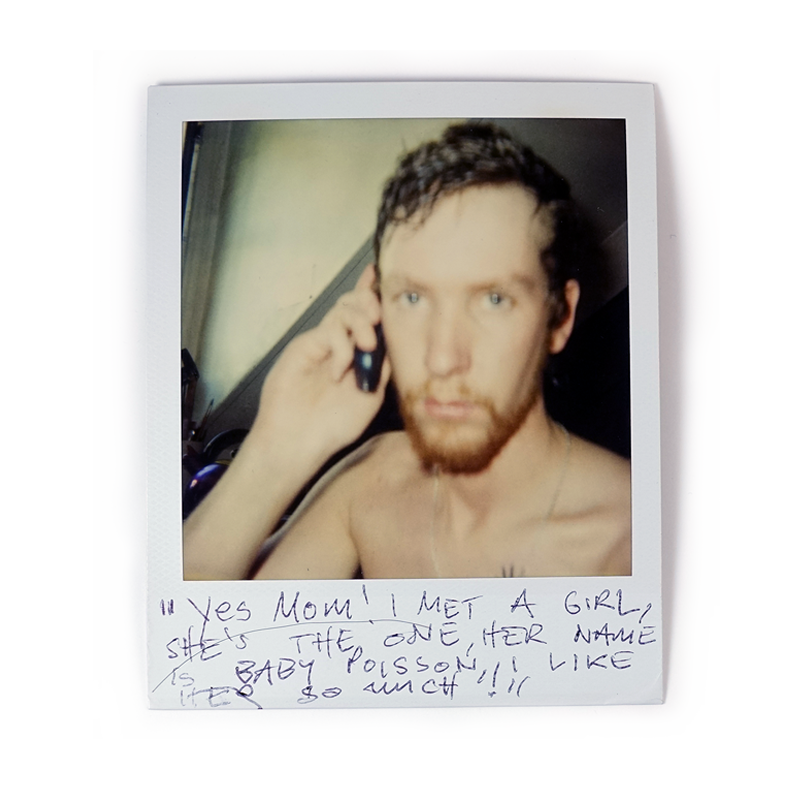 "Yes Mom! I MET A GIRL,
SHE'S THE ONE, HER NAME
is BABY POISSON, I LIKE
HER SO MUCH!!"